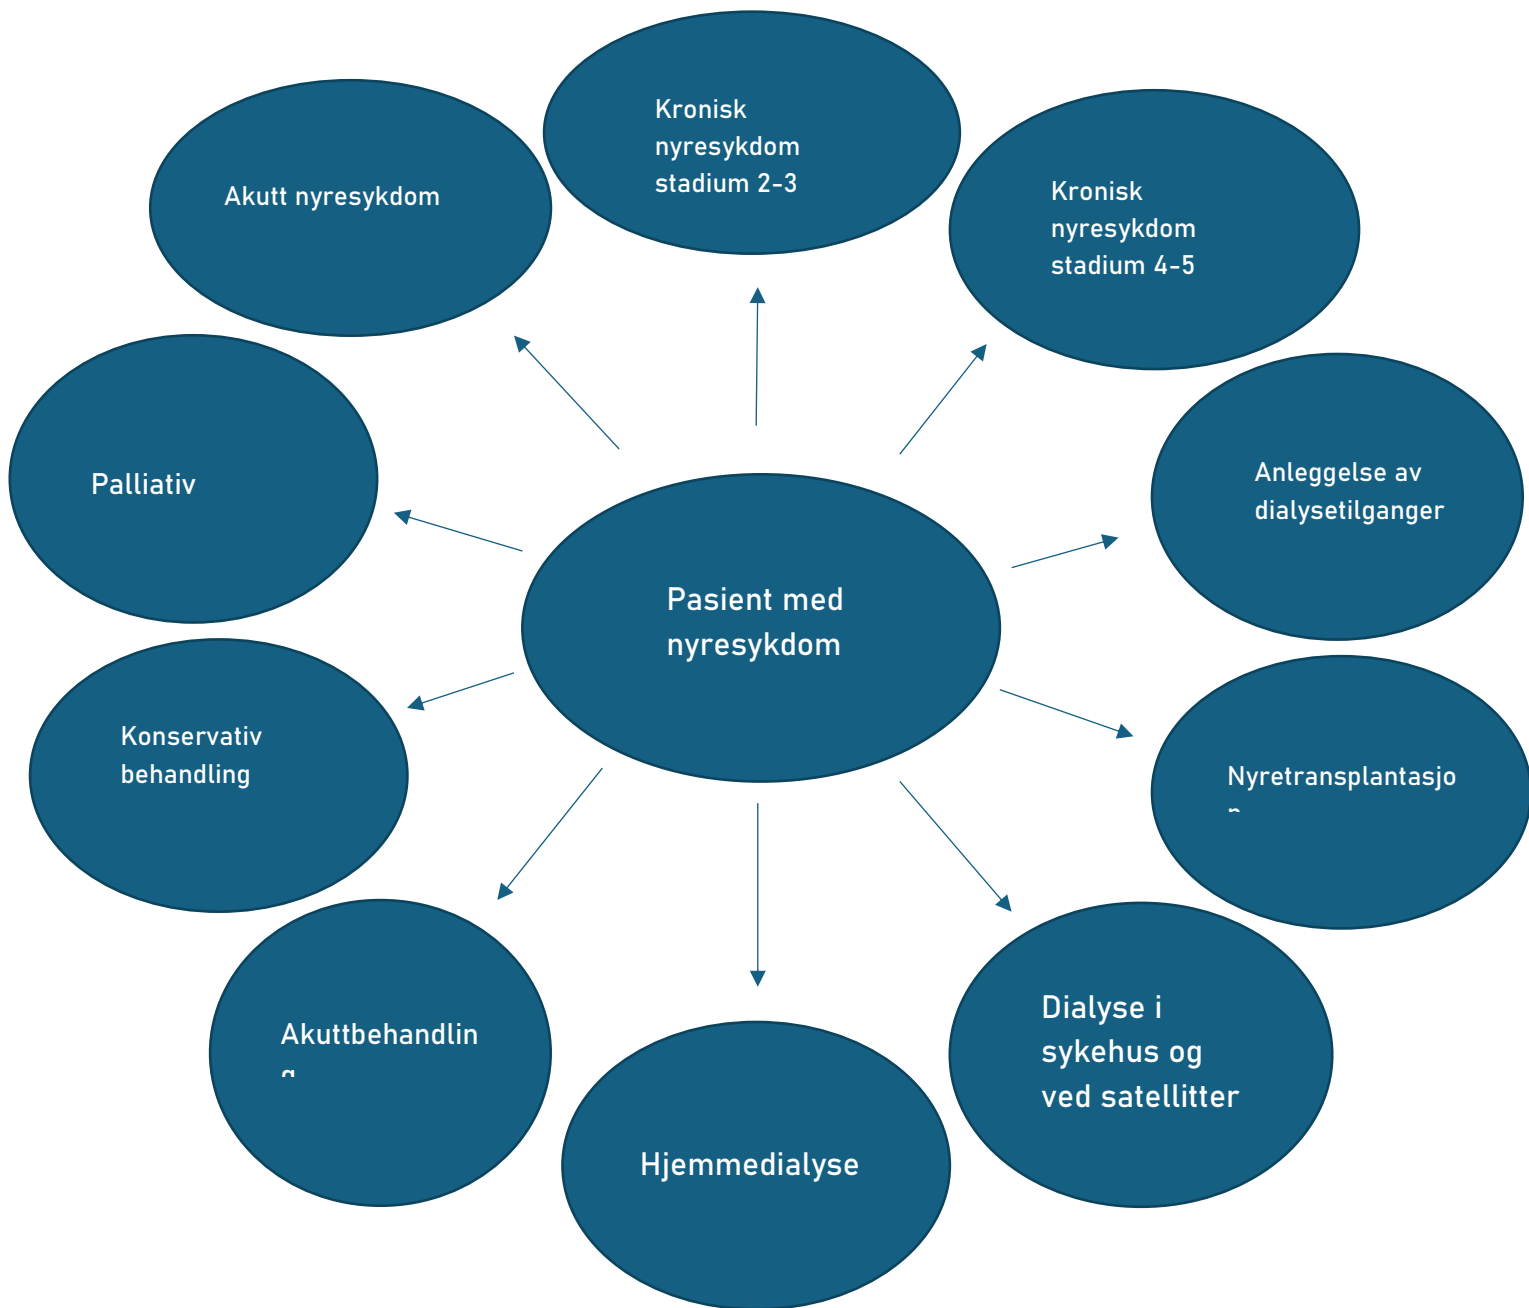 Kronisk
nyresykdom
stadium 2-3
Akutt nyresykdom
Kronisk
nyresykdom
stadium 4-5
Palliativ
Anleggelse av
dialysetilganger
Pasient med
nyresykdom
Konservativ
behandling
Nyretransplantasjo
n
Akuttbehandlin
g
Dialyse i
sykehus og
ved satellitter
Hjemmedialyse